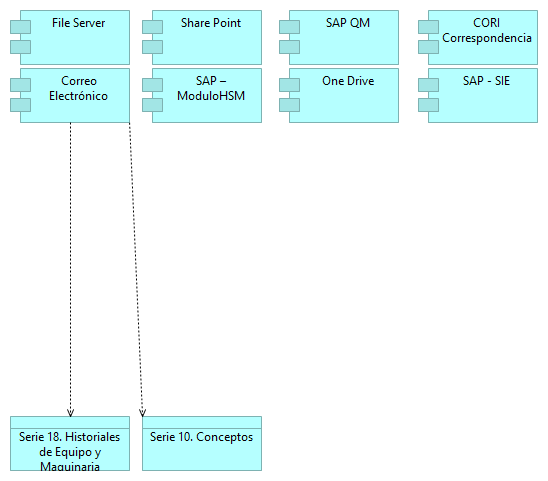 File Server
Share Point
SAP QM
CORI
Correspondencia
Correo
Electrónico
SAP –
ModuloHSM
One Drive
SAP - SIE
Serie 18. Historiales
de Equipo y
Maquinaria
Serie 10. Conceptos